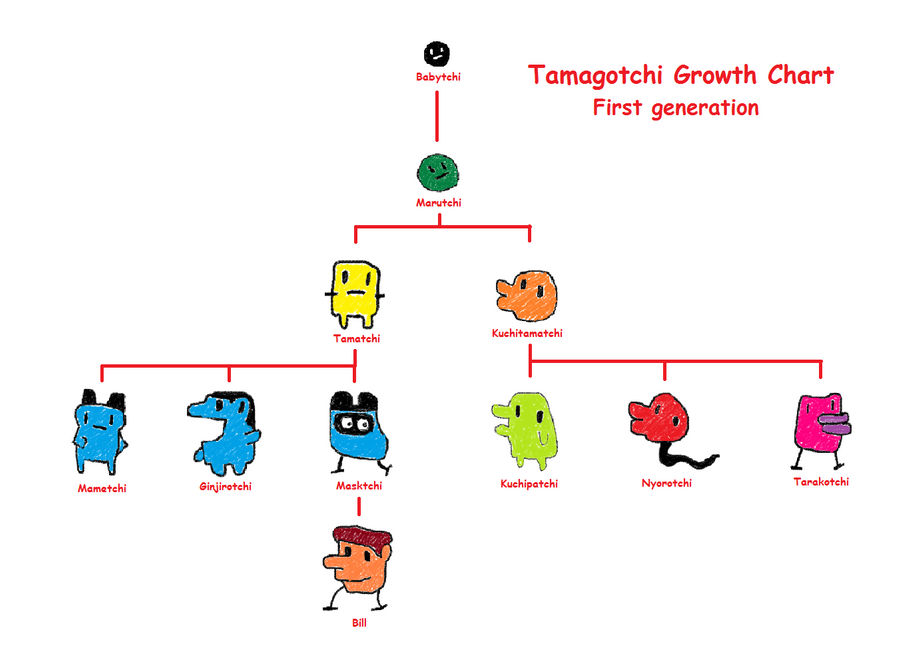 Babytchi
Tamagotchi Growth Chart
First generation
Marutchi
Tamatchi
Kuchitamatchi
Mametchi
Ginjirotchi
Masktchi
Kuchipatchi
Nyorotchi
Tarakotchi
Bill